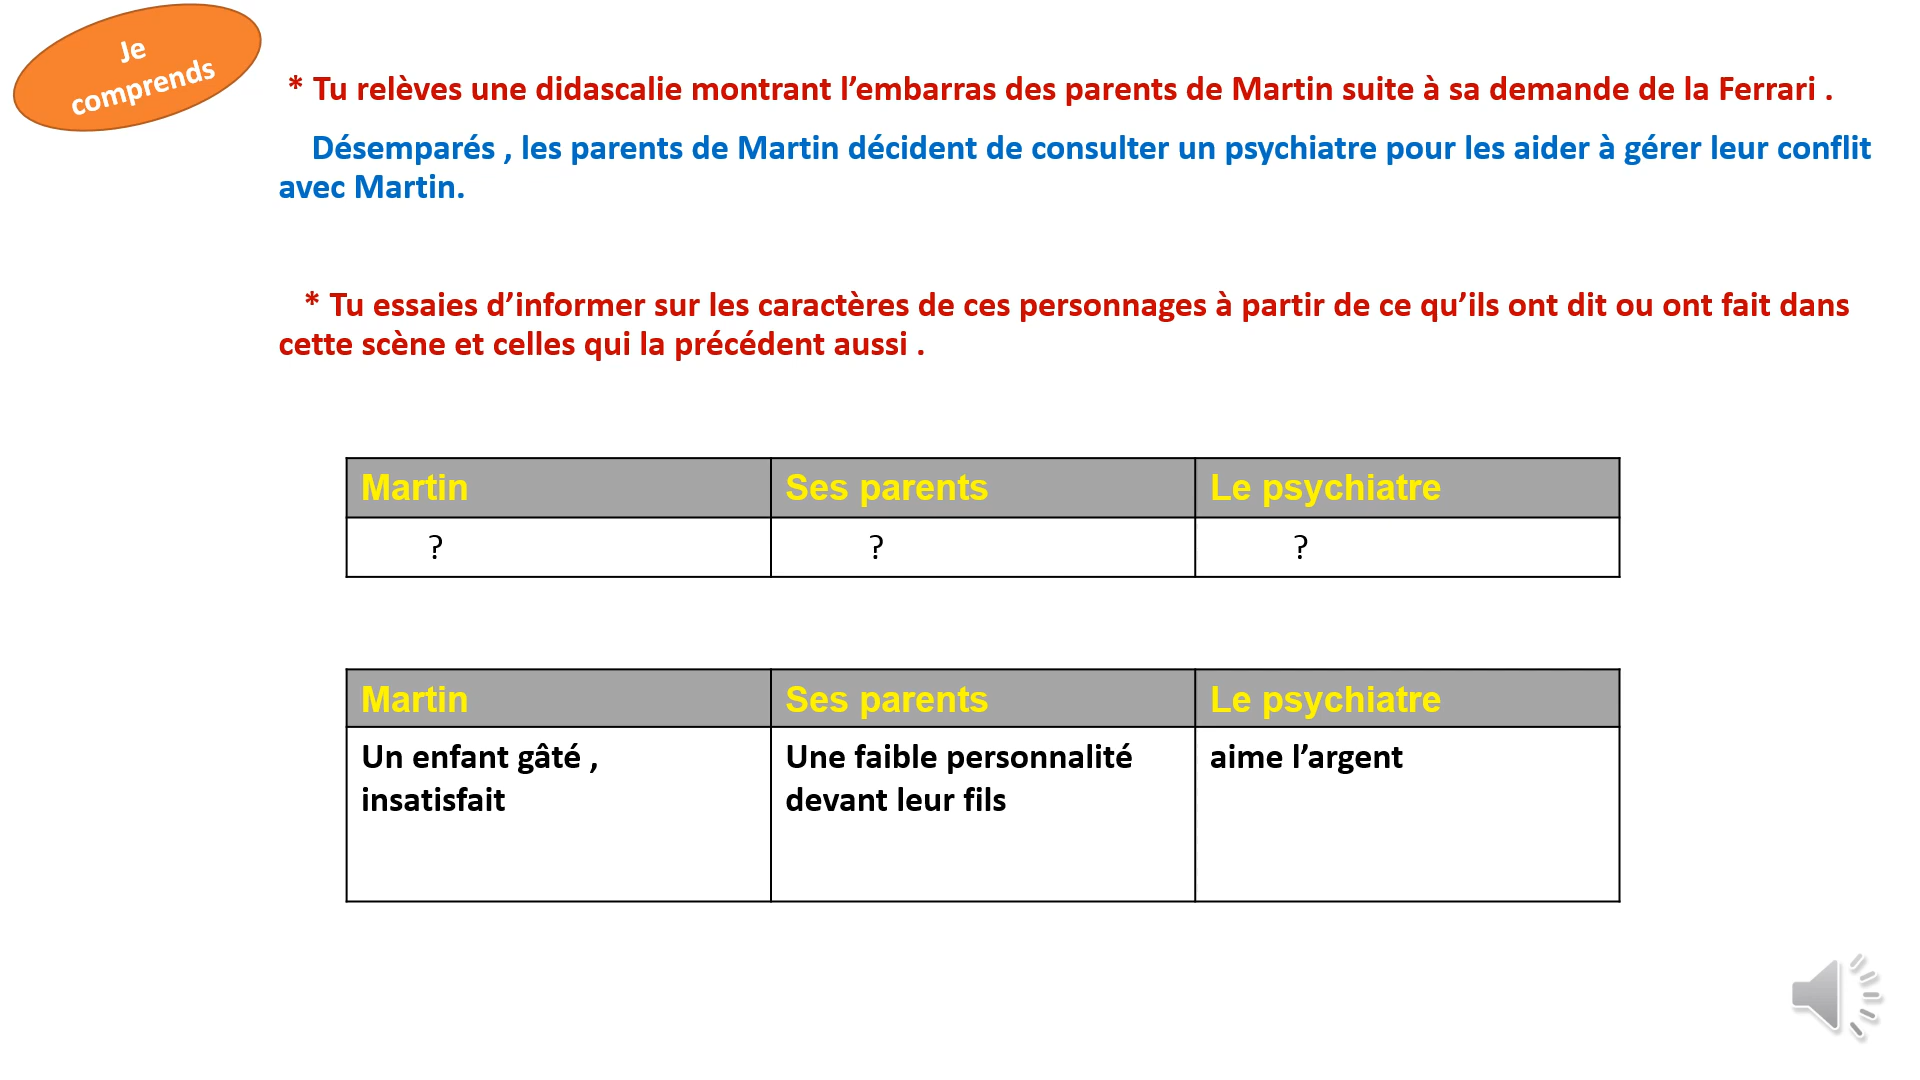 Je
comprends
* Tu relèves une didascalie montrant l’embarras des parents de Martin suite à sa demande de la Ferrari .
Désemparés , les parents de Martin décident de consulter un psychiatre pour les aider à gérer leur conflit
avec Martin.
* Tu essaies d’informer sur les caractères de ces personnages à partir de ce qu’ils ont dit ou ont fait dans
cette scène et celles qui la précédent aussi .
Martin Ses parents Le psychiatre
? ? ?
Martin Ses parents Le psychiatre
Un enfant gâté , Une faible personnalité aime l’argent
insatisfait devant leur fils